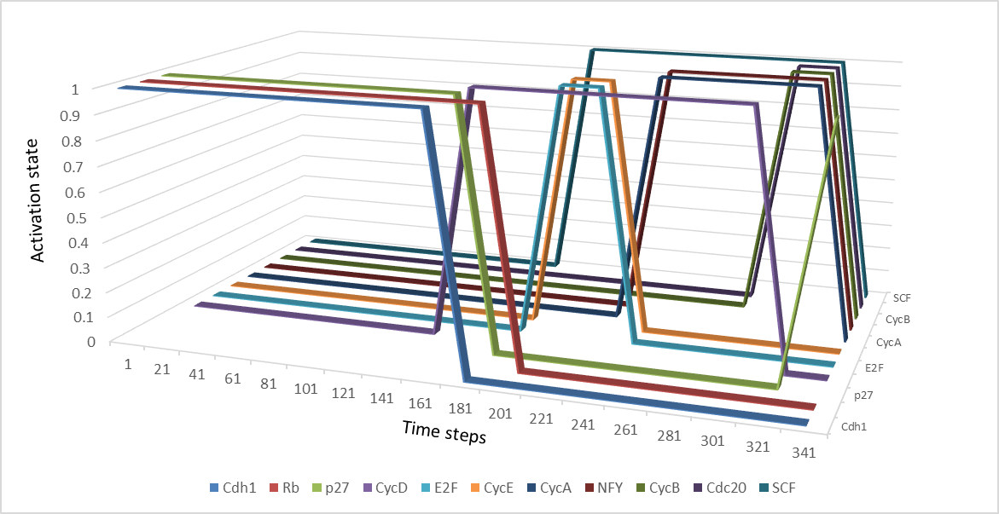 Activation state
1
0.9
0.8
0.7
0.6
0.5
0.4
0.3
0.2
0.1
0
1 21 41 61 81 101 121 141 161 181 201 221 241 261 281 301 321 341
Time steps
SCF
CycB
CycA
E2F
p27
Cdh1
Cdh1 Rb p27 CycD E2F CycE CycA NFY CycB Cdc20 SCF